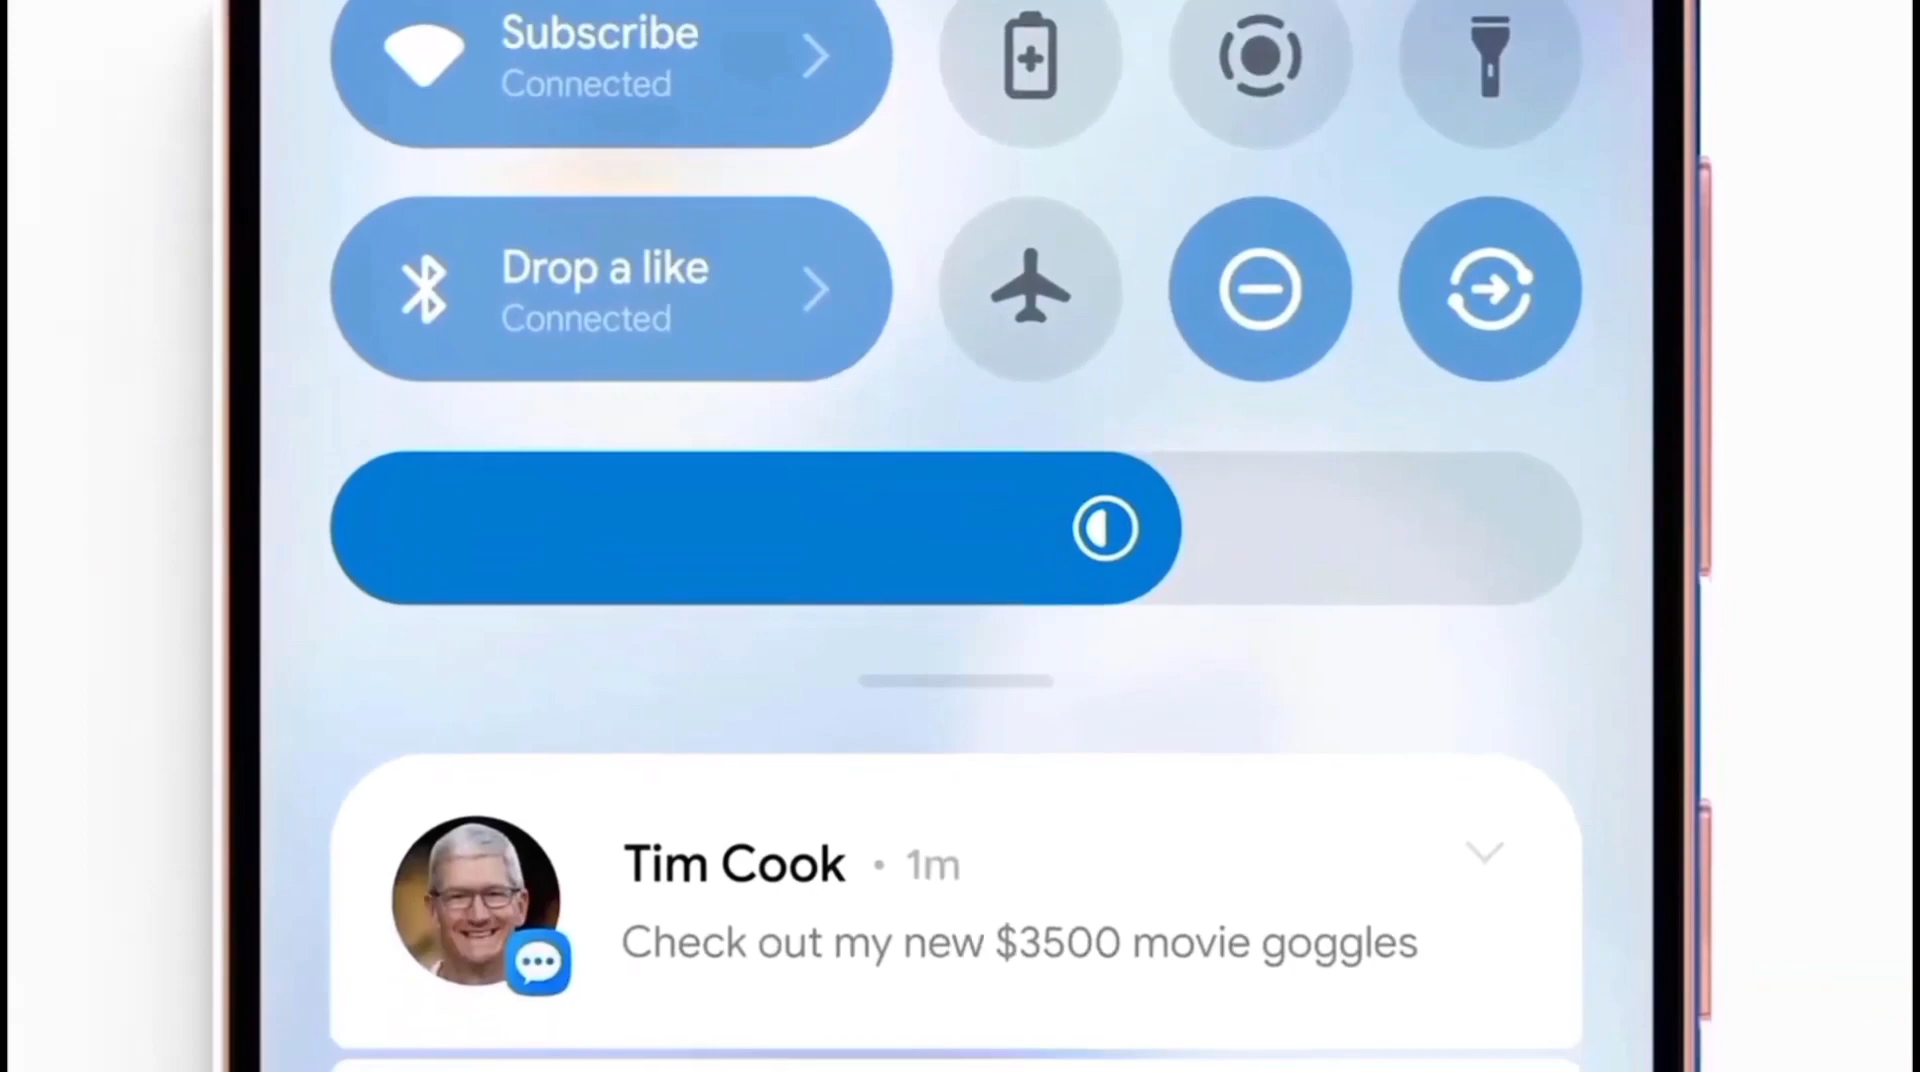 Subscribe
Connected
Drop a like
Connected
Tim Cook • 1m
Check out my new $3500 movie goggles